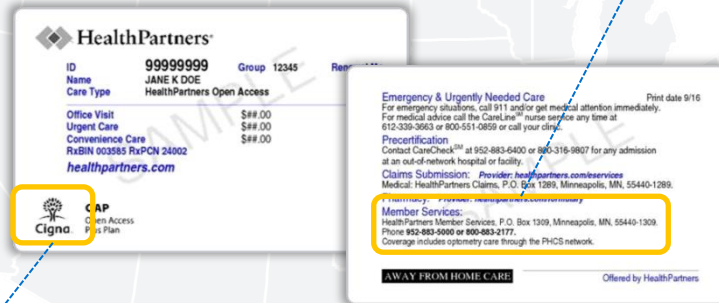 HealthPartners
ID 99999999 Group 12345
Name JANE K DOE
Care Type HealthPartners Open Access
SAMPLE
Office Visit $##.00
Urgent Care $##.00
Convenience Care $##.00
RxBIN 003585 RxPCN 24002
healthpartners.com
Cigna
OAP
Open Access
Plus Plan
Emergency & Urgently Needed Care Print date 9/16
For emergency situations, call 911 and/or get medical attention immediately.
For medical advice call the CareLine℠ nurse service any time at
612-339-3663 or 800-551-0859 or call your clinic.
Precertification
Contact CareCheck℠ at 952-883-6400 or 800-316-9807 for any admission
at an out-of-network hospital or facility.
SAMPLE
Claims Submission: Provider: healthpartners.com/eservices
Medical: HealthPartners Claims, P.O. Box 1289, Minneapolis, MN, 55440-1289.
Pharmacy: Provider: healthpartners.com/formulary
Member Services:
HealthPartners Member Services, P.O. Box 1309, Minneapolis, MN, 55440-1309.
Phone 952-883-5000 or 800-883-2177.
Coverage includes optometry care through the PHCS network.
AWAY FROM HOME CARE Offered by HealthPartners